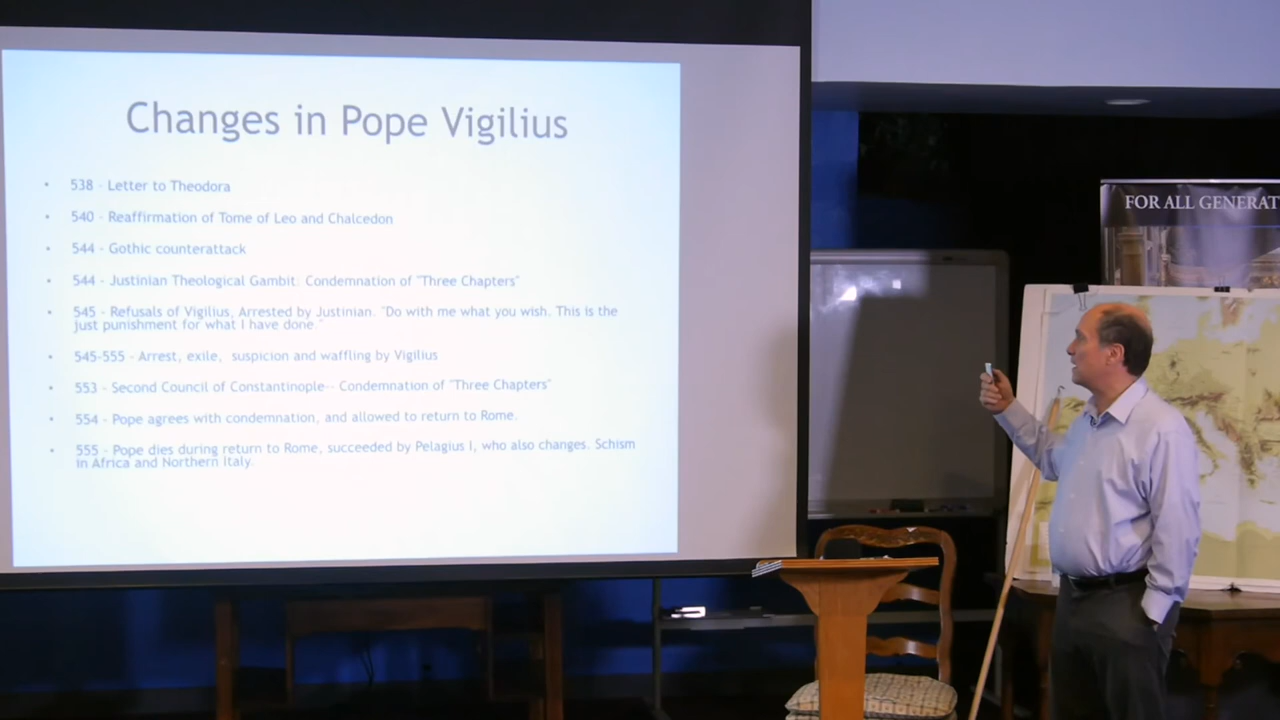 Changes in Pope Vigilius
• 538 - Letter to Theodora
• 540 - Reaffirmation of Tome of Leo and Chalcedon
• 544 - Gothic counterattack
• 544 - Justinian Theological Gambit: Condemnation of "Three Chapters"
• 545 - Refusals of Vigilius, Arrested by Justinian. "Do with me what you wish. This is the
just punishment for what I have done."
• 545-555 - Arrest, exile, suspicion and waffling by Vigilius
• 553 - Second Council of Constantinople-- Condemnation of "Three Chapters"
• 554 - Pope agrees with condemnation, and allowed to return to Rome.
• 555 - Pope dies during return to Rome, succeeded by Pelagius I, who also changes. Schism
in Africa and Northern Italy.
FOR ALL GENERAT